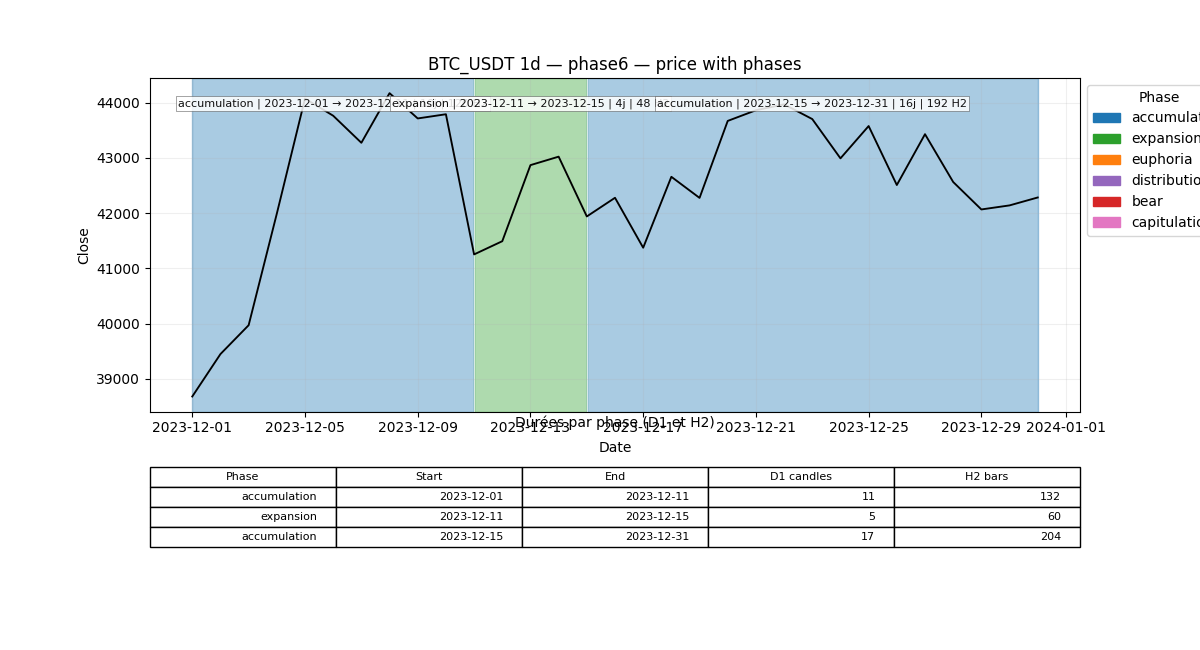 BTC_USDT 1d — phase6 — price with phases
accumulation | 2023-12-01 → 2023-12
expansion | 2023-12-11 → 2023-12-15 | 4j | 48
accumulation | 2023-12-15 → 2023-12-31 | 16j | 192 H2
Phase
accumulat
expansion
euphoria
distributio
bear
capitulatio
Close
44000
43000
42000
41000
40000
39000
2023-12-01 2023-12-05 2023-12-09 2023-12-13 2023-12-17 2023-12-21 2023-12-25 2023-12-29 2024-01-01
Durées par phase (D1 et H2)
Date
Phase Start End D1 candles H2 bars
accumulation 2023-12-01 2023-12-11 11 132
expansion 2023-12-11 2023-12-15 5 60
accumulation 2023-12-15 2023-12-31 17 204